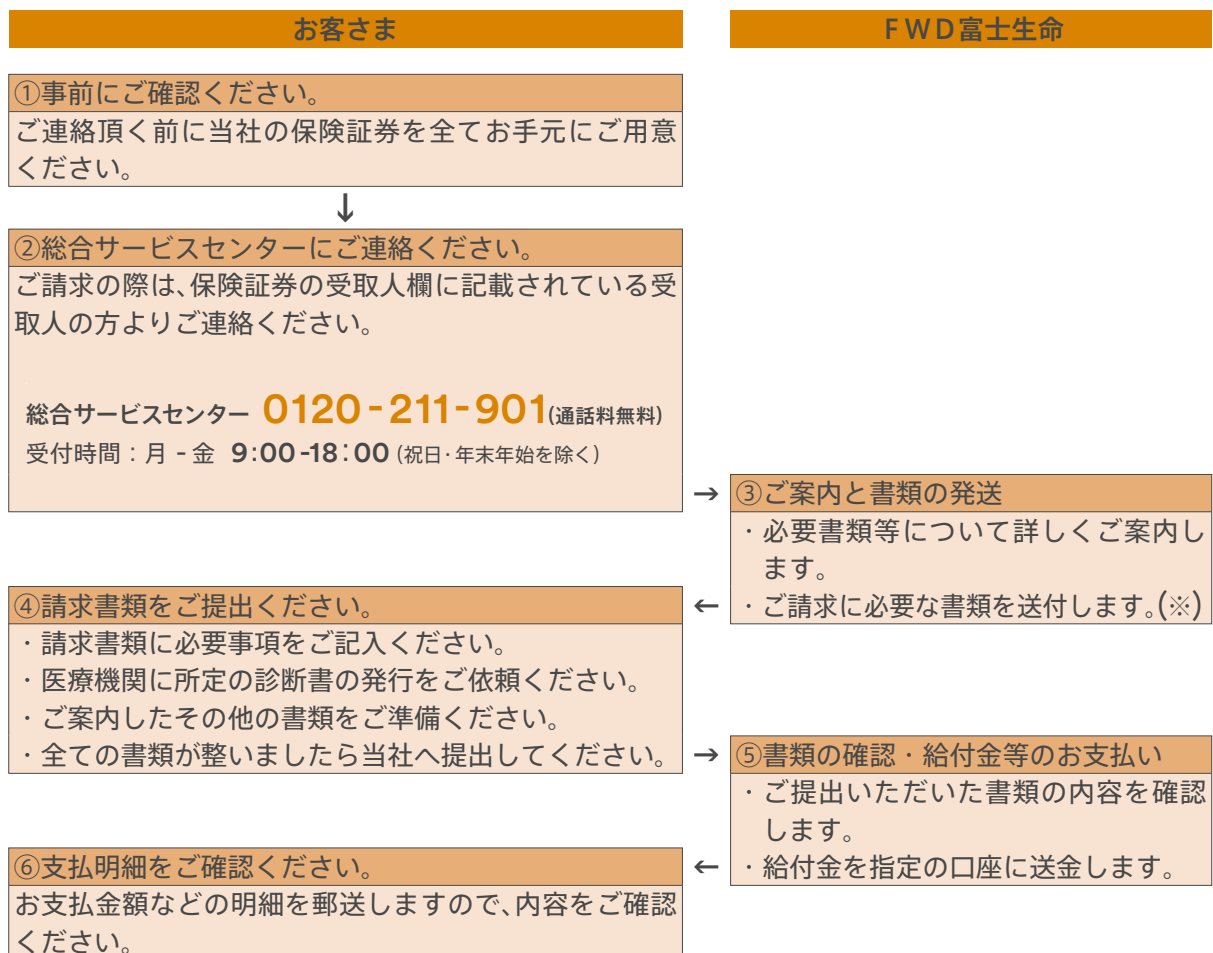 お客さま
ＦＷＤ富士生命
①事前にご確認ください。
ご連絡頂く前に当社の保険証券を全てお手元にご用意
ください。
↓
②総合サービスセンターにご連絡ください。
ご請求の際は、保険証券の受取人欄に記載されている受
取人の方よりご連絡ください。
総合サービスセンター 0120-211-901(通話料無料)
受付時間：月 - 金 9:00-18:00 (祝日・年末年始を除く)
→
③ご案内と書類の発送
・必要書類等について詳しくご案内し
ます。
・ご請求に必要な書類を送付します。(※)
←
④請求書類をご提出ください。
・請求書類に必要事項をご記入ください。
・医療機関に所定の診断書の発行をご依頼ください。
・ご案内したその他の書類をご準備ください。
・全ての書類が整いましたら当社へ提出してください。
→
⑤書類の確認・給付金等のお支払い
・ご提出いただいた書類の内容を確認
します。
・給付金を指定の口座に送金します。
←
⑥支払明細をご確認ください。
お支払金額などの明細を郵送しますので、内容をご確認
ください。